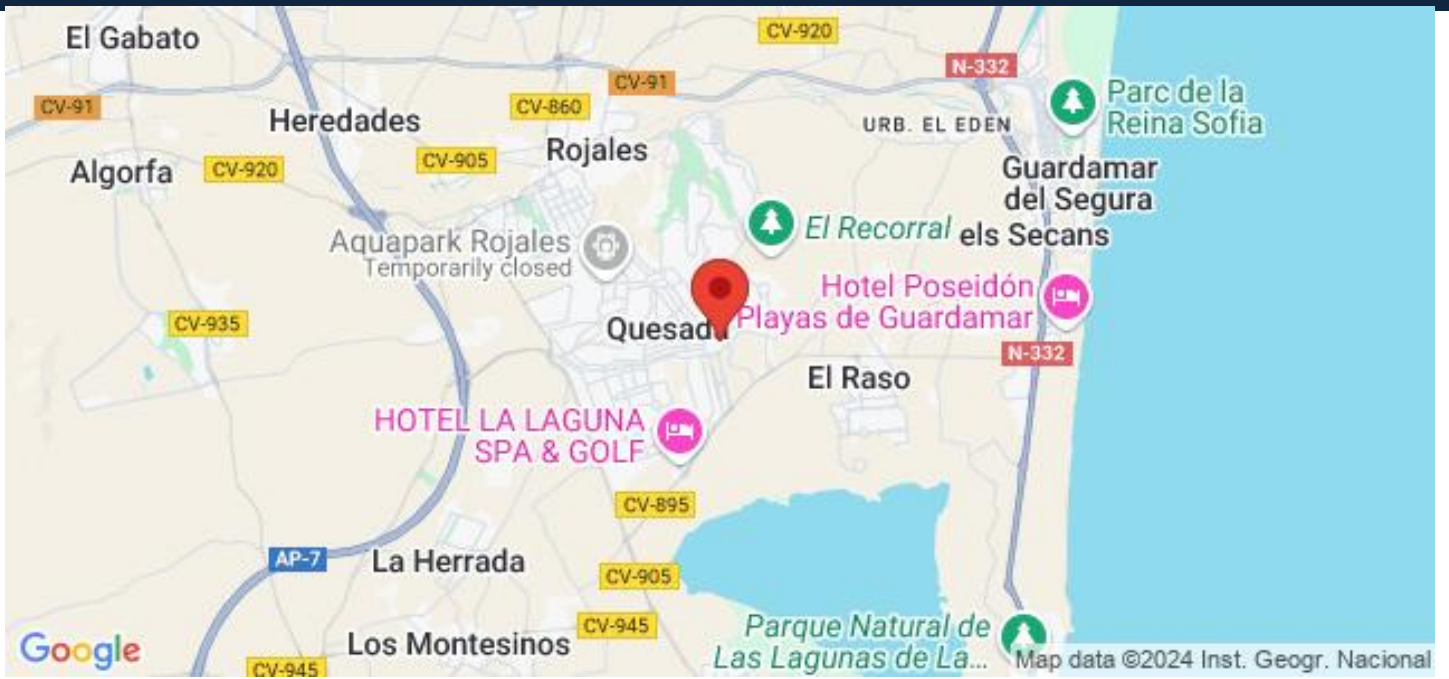 El Gabato
CV-920
N-332
CV-91
CV-91
CV-860
Parc de la
Reina Sofia
Heredades
URB. EL EDEN
Rojales
Algorfa
CV-920
CV-905
Guardamar
del Segura
Aquapark Rojales
Temporarily closed
El Recorral
els Secans
Hotel Poseidón
Playas de Guardamar
CV-935
Quesada
N-332
El Raso
HOTEL LA LAGUNA
SPA & GOLF
CV-895
AP-7
La Herrada
CV-905
CV-945
Los Montesinos
Parque Natural de
Las Lagunas de La...
Google
CV-945
Map data ©2024 Inst. Geogr. Nacional